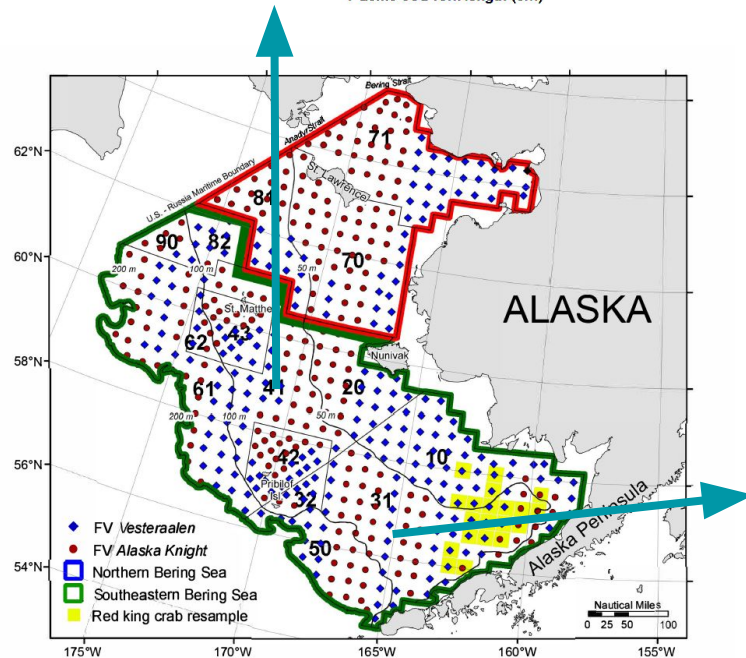 Bering Strait
Anadyr Strait
71
62°N
St. Lawrence
U.S. - Russia Maritime Boundary
81
90
82
70
60°N
200 m
100 m
50 m
ALASKA
St. Matthew
43
Nunivak
62
58°N
61
41
20
200 m
100 m
50 m
42
10
56°N
Pribilof
Isl.
32
31
50
Alaska Peninsula
FV Vesteraalen
FV Alaska Knight
54°N
Northern Bering Sea
Southeastern Bering Sea
Red king crab resample
Nautical Miles
0 25 50 100
175°W
170°W
165°W
160°W
155°W